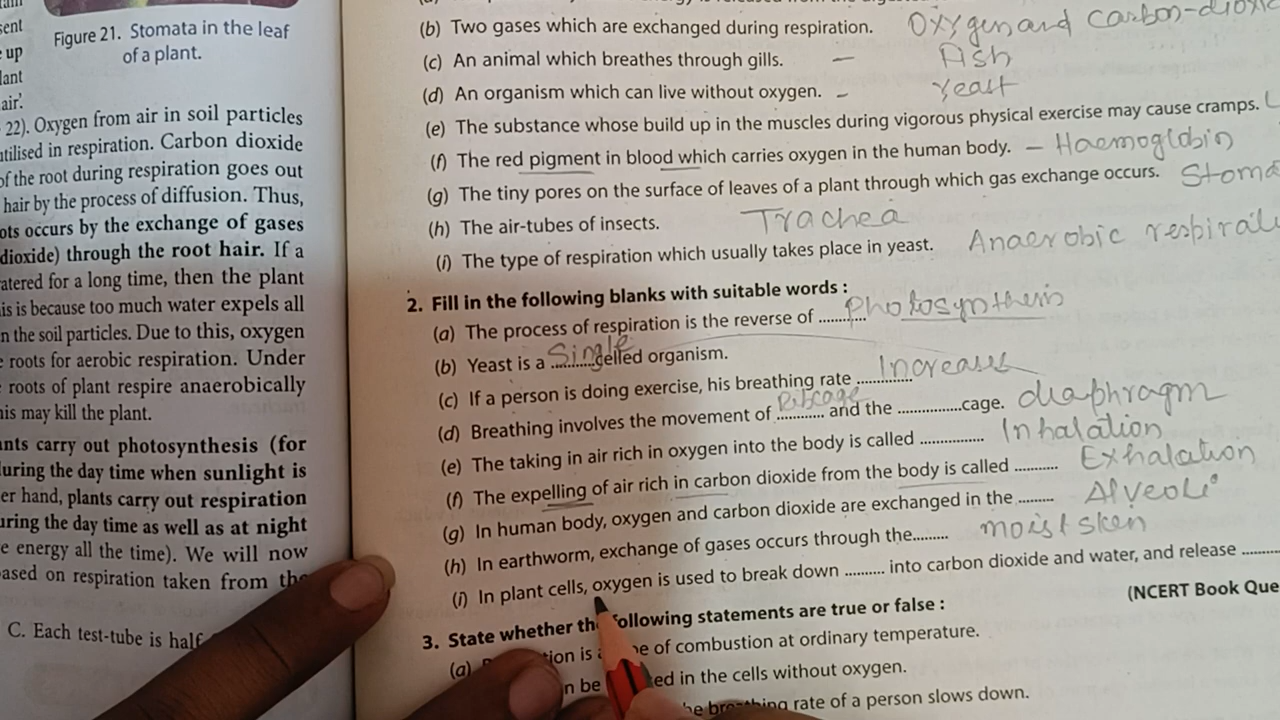 sent
up
lant
air'.
Figure 21. Stomata in the leaf
of a plant.
22). Oxygen from air in soil particles
utilised in respiration. Carbon dioxide
of the root during respiration goes out
hair by the process of diffusion. Thus,
ots occurs by the exchange of gases
dioxide) through the root hair. If a
atered for a long time, then the plant
is is because too much water expels all
n the soil particles. Due to this, oxygen
roots for aerobic respiration. Under
roots of plant respire anaerobically
his may kill the plant.
ants carry out photosynthesis (for
during the day time when sunlight is
er hand, plants carry out respiration
uring the day time as well as at night
e energy all the time). We will now
ased on respiration taken from the
C. Each test-tube is half
(b) Two gases which are exchanged during respiration. Oxygen and carbon-dioxi
(c) An animal which breathes through gills. — Fish
(d) An organism which can live without oxygen. – Yeast
(e) The substance whose build up in the muscles during vigorous physical exercise may cause cramps.
(f) The red pigment in blood which carries oxygen in the human body. – Haemoglobin
(g) The tiny pores on the surface of leaves of a plant through which gas exchange occurs. Stoma
(h) The air-tubes of insects. Trachea
(i) The type of respiration which usually takes place in yeast. Anaerobic respirati
2. Fill in the following blanks with suitable words :
(a) The process of respiration is the reverse of .......... Photosynthesis
(b) Yeast is a .......... Single celled organism.
(c) If a person is doing exercise, his breathing rate ............. Increases
(d) Breathing involves the movement of ............ Ribcage and the ...............cage. diaphragm
(e) The taking in air rich in oxygen into the body is called ............... Inhalation
(f) The expelling of air rich in carbon dioxide from the body is called .......... Exhalation
(g) In human body, oxygen and carbon dioxide are exchanged in the ......... Alveoli
(h) In earthworm, exchange of gases occurs through the......... moist sken
(i) In plant cells, oxygen is used to break down .......... into carbon dioxide and water, and release ..........
(NCERT Book Que
3. State whether the following statements are true or false :
(a) tion is of combustion at ordinary temperature.
n be ed in the cells without oxygen.
breathing rate of a person slows down.